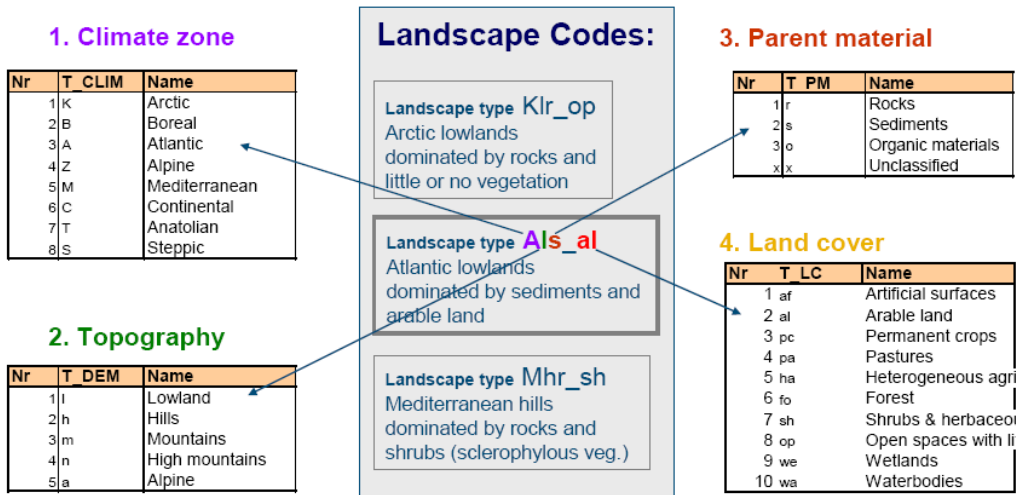 1. Climate zone
Nr T_CLIM Name
1 K Arctic
2 B Boreal
3 A Atlantic
4 Z Alpine
5 M Mediterranean
6 C Continental
7 T Anatolian
8 S Steppic
2. Topography
Nr T_DEM Name
1 l Lowland
2 h Hills
3 m Mountains
4 n High mountains
5 a Alpine
Landscape Codes:
Landscape type Klr_op
Arctic lowlands
dominated by rocks and
little or no vegetation
Landscape type Als_al
Atlantic lowlands
dominated by sediments and
arable land
Landscape type Mhr_sh
Mediterranean hills
dominated by rocks and
shrubs (sclerophylous veg.)
3. Parent material
Nr T_PM Name
1 r Rocks
2 s Sediments
3 o Organic materials
x x Unclassified
4. Land cover
Nr T_LC Name
1 af Artificial surfaces
2 al Arable land
3 pc Permanent crops
4 pa Pastures
5 ha Heterogeneous agri
6 fo Forest
7 sh Shrubs & herbaceou
8 op Open spaces with li
9 we Wetlands
10 wa Waterbodies